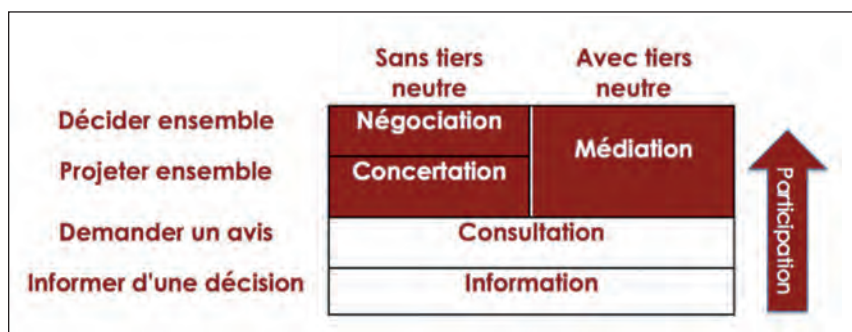 Sans tiers neutre
Avec tiers neutre
Décider ensemble
Négociation
Médiation
Projeter ensemble
Concertation
Demander un avis
Consultation
Informer d'une décision
Information
Participation